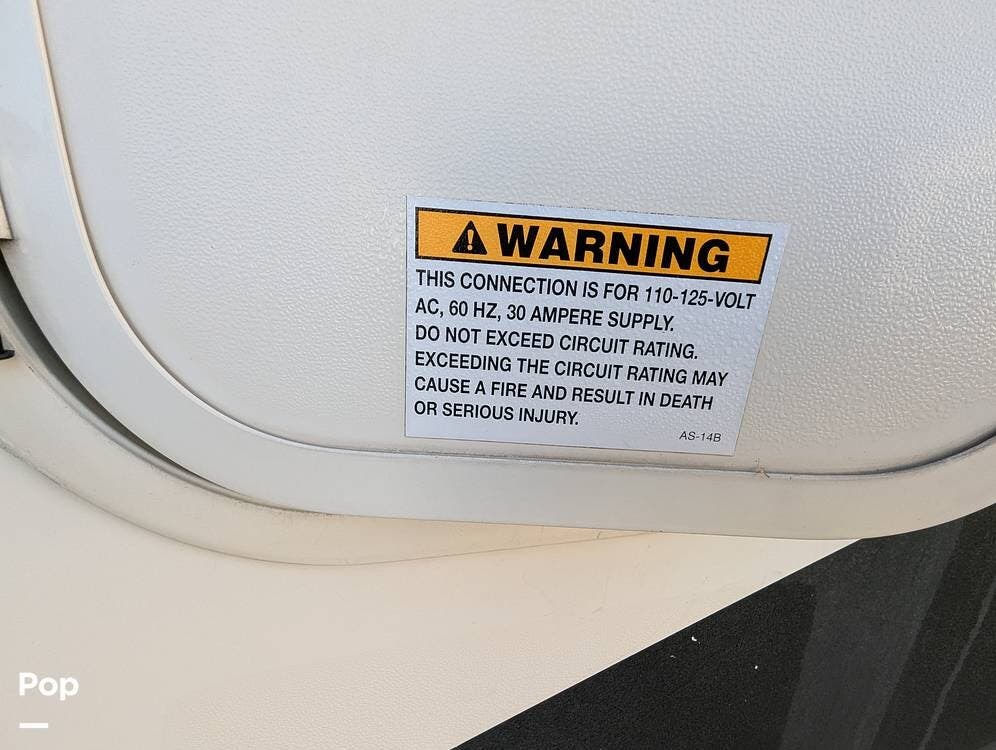 WARNING
THIS CONNECTION IS FOR 110-125-VOLT
AC, 60 HZ, 30 AMPERE SUPPLY.
DO NOT EXCEED CIRCUIT RATING.
EXCEEDING THE CIRCUIT RATING MAY
CAUSE A FIRE AND RESULT IN DEATH
OR SERIOUS INJURY.
AS-14B
Pop